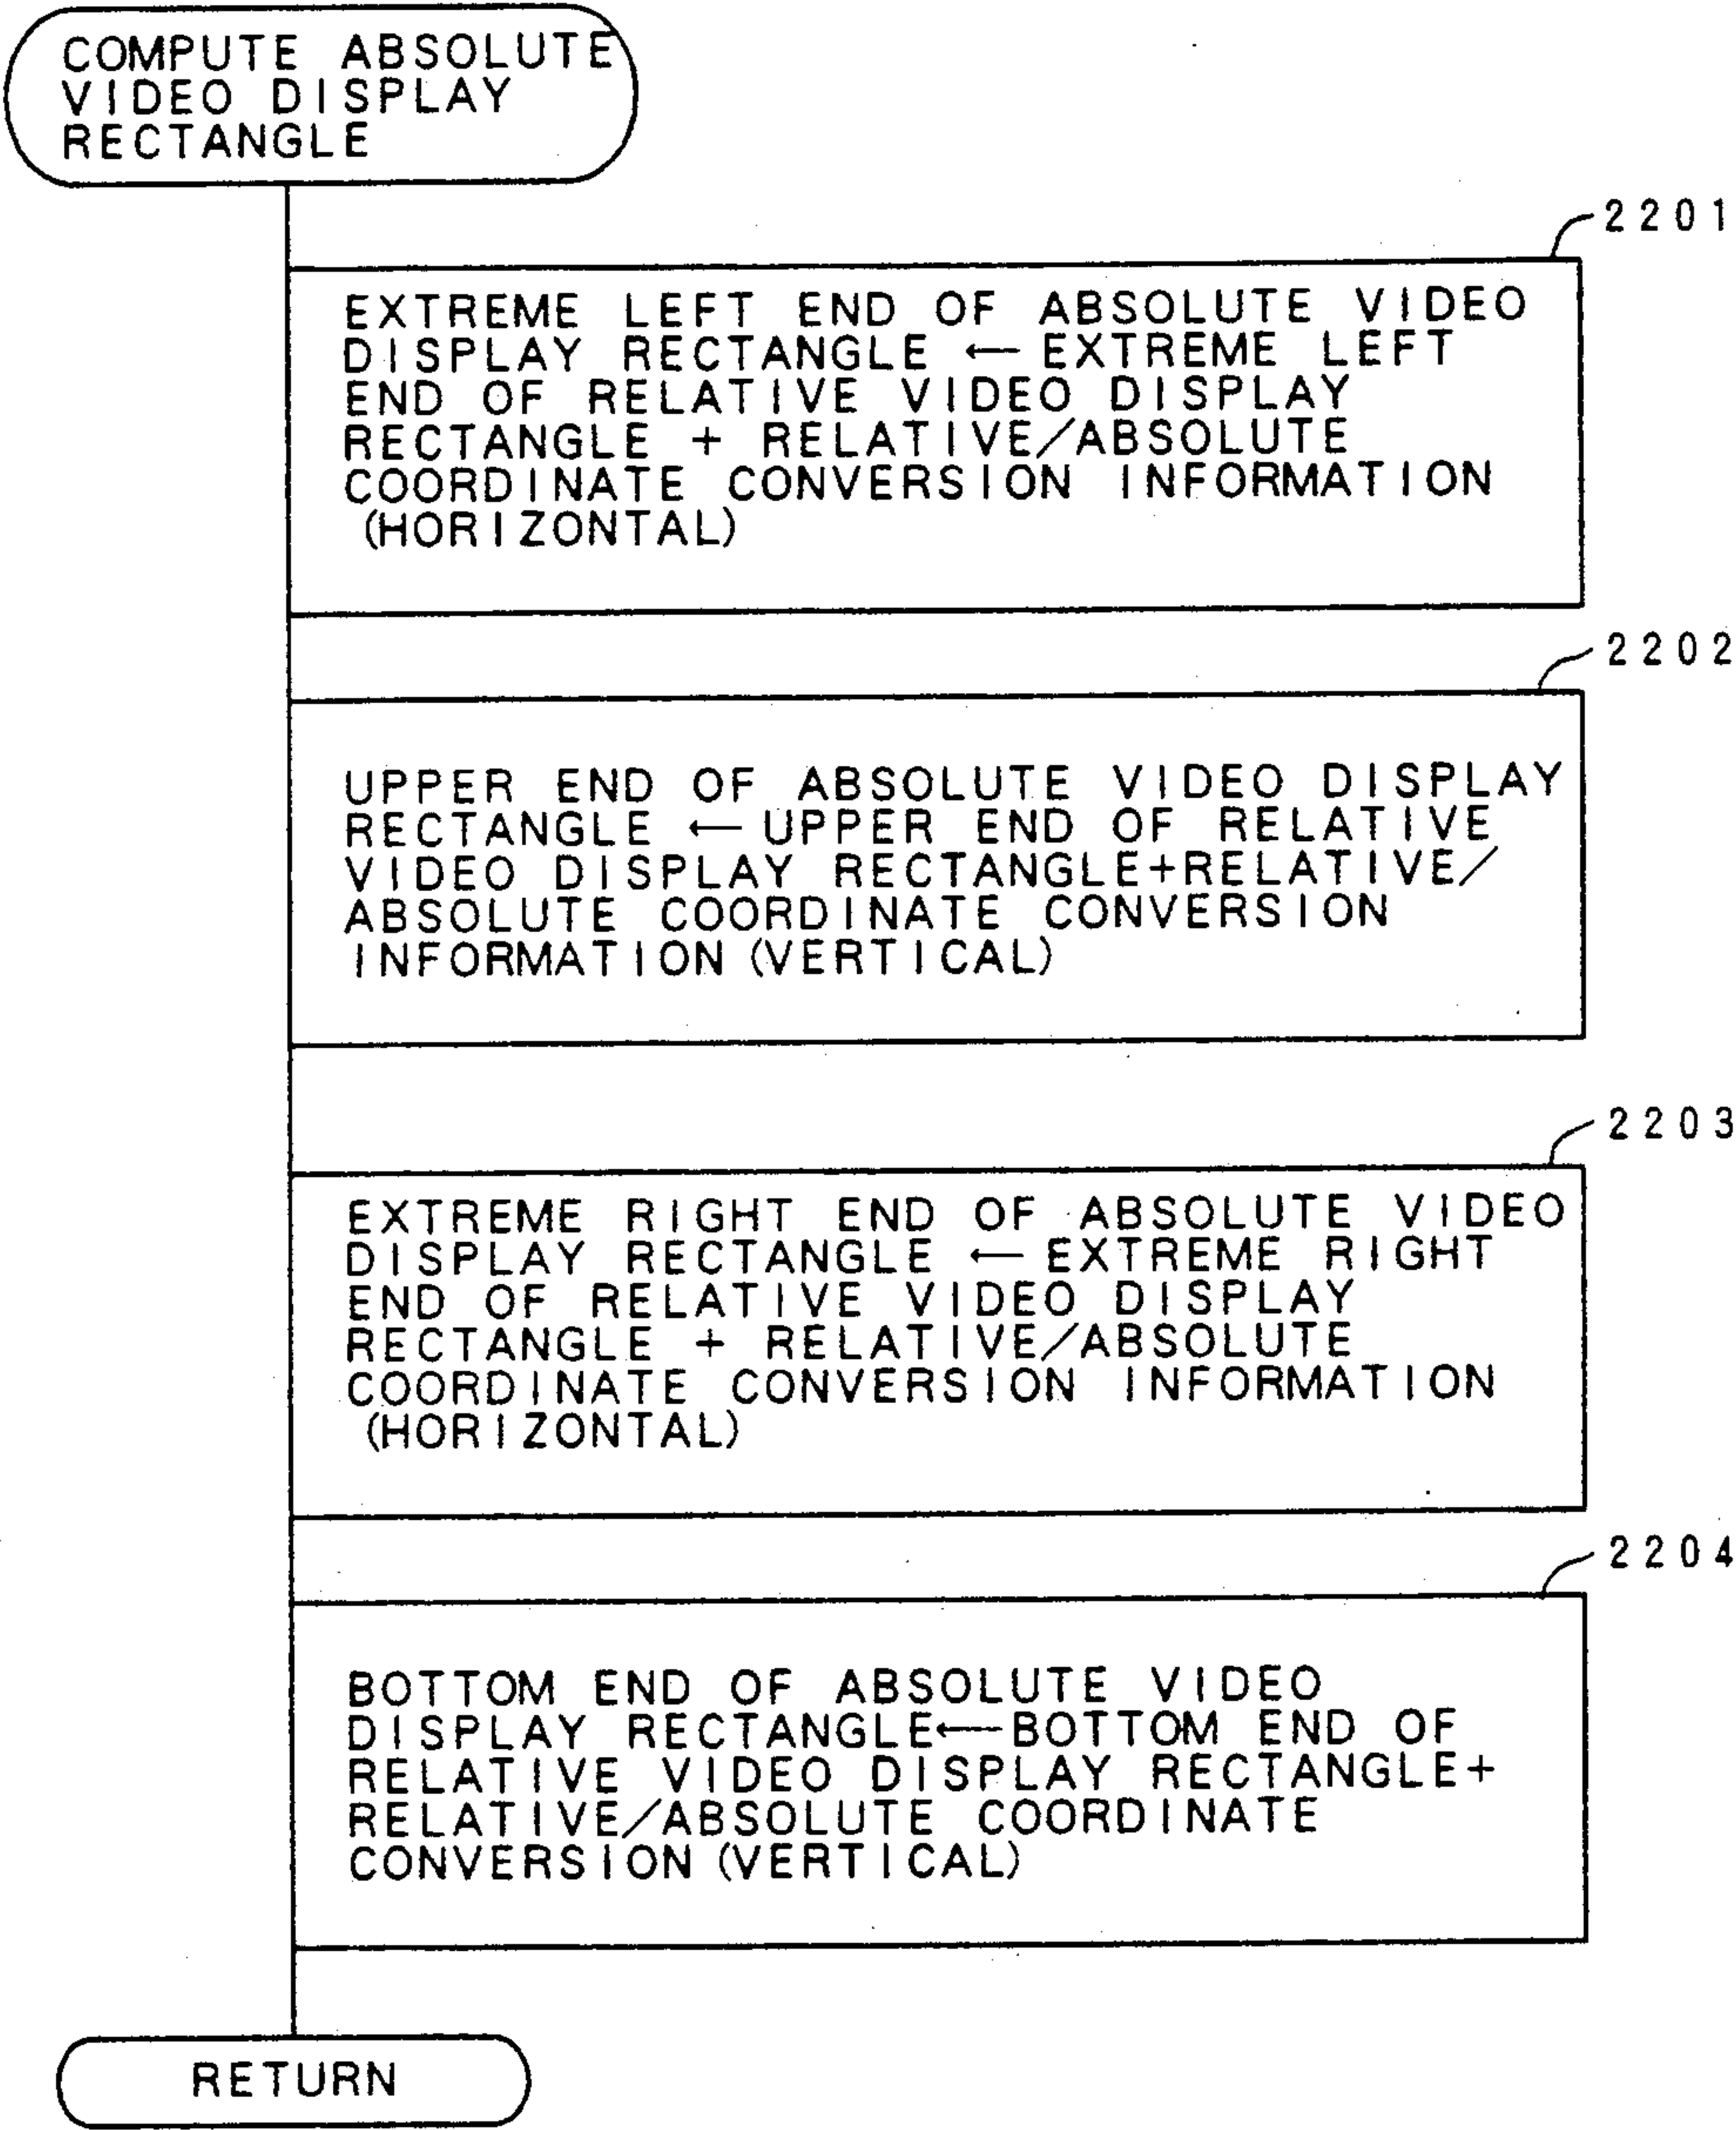 COMPUTE ABSOLUTE
VIDEO DISPLAY
RECTANGLE
2201
EXTREME LEFT END OF ABSOLUTE VIDEO
DISPLAY RECTANGLE ← EXTREME LEFT
END OF RELATIVE VIDEO DISPLAY
RECTANGLE + RELATIVE/ABSOLUTE
COORDINATE CONVERSION INFORMATION
(HORIZONTAL)
2202
UPPER END OF ABSOLUTE VIDEO DISPLAY
RECTANGLE ← UPPER END OF RELATIVE
VIDEO DISPLAY RECTANGLE+RELATIVE/
ABSOLUTE COORDINATE CONVERSION
INFORMATION (VERTICAL)
2203
EXTREME RIGHT END OF ABSOLUTE VIDEO
DISPLAY RECTANGLE ← EXTREME RIGHT
END OF RELATIVE VIDEO DISPLAY
RECTANGLE + RELATIVE/ABSOLUTE
COORDINATE CONVERSION INFORMATION
(HORIZONTAL)
2204
BOTTOM END OF ABSOLUTE VIDEO
DISPLAY RECTANGLE←BOTTOM END OF
RELATIVE VIDEO DISPLAY RECTANGLE+
RELATIVE/ABSOLUTE COORDINATE
CONVERSION (VERTICAL)
RETURN